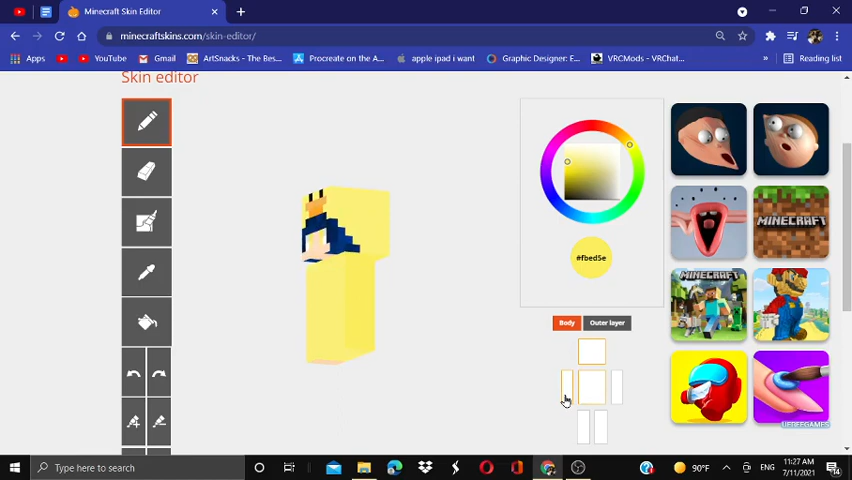 Minecraft Skin Editor
minecraftskins.com/skin-editor/
Apps
YouTube
Gmail
ArtSnacks - The Bes...
Procreate on the A...
apple ipad i want
Graphic Designer: E...
VRCMods - VRChat...
»
Reading list
Skin editor
#fbed5e
Body
Outer layer
MINECRAFT
MINECRAFT
UFREEGAMES
Type here to search
90°F
ENG
11:27 AM
7/11/2021
14